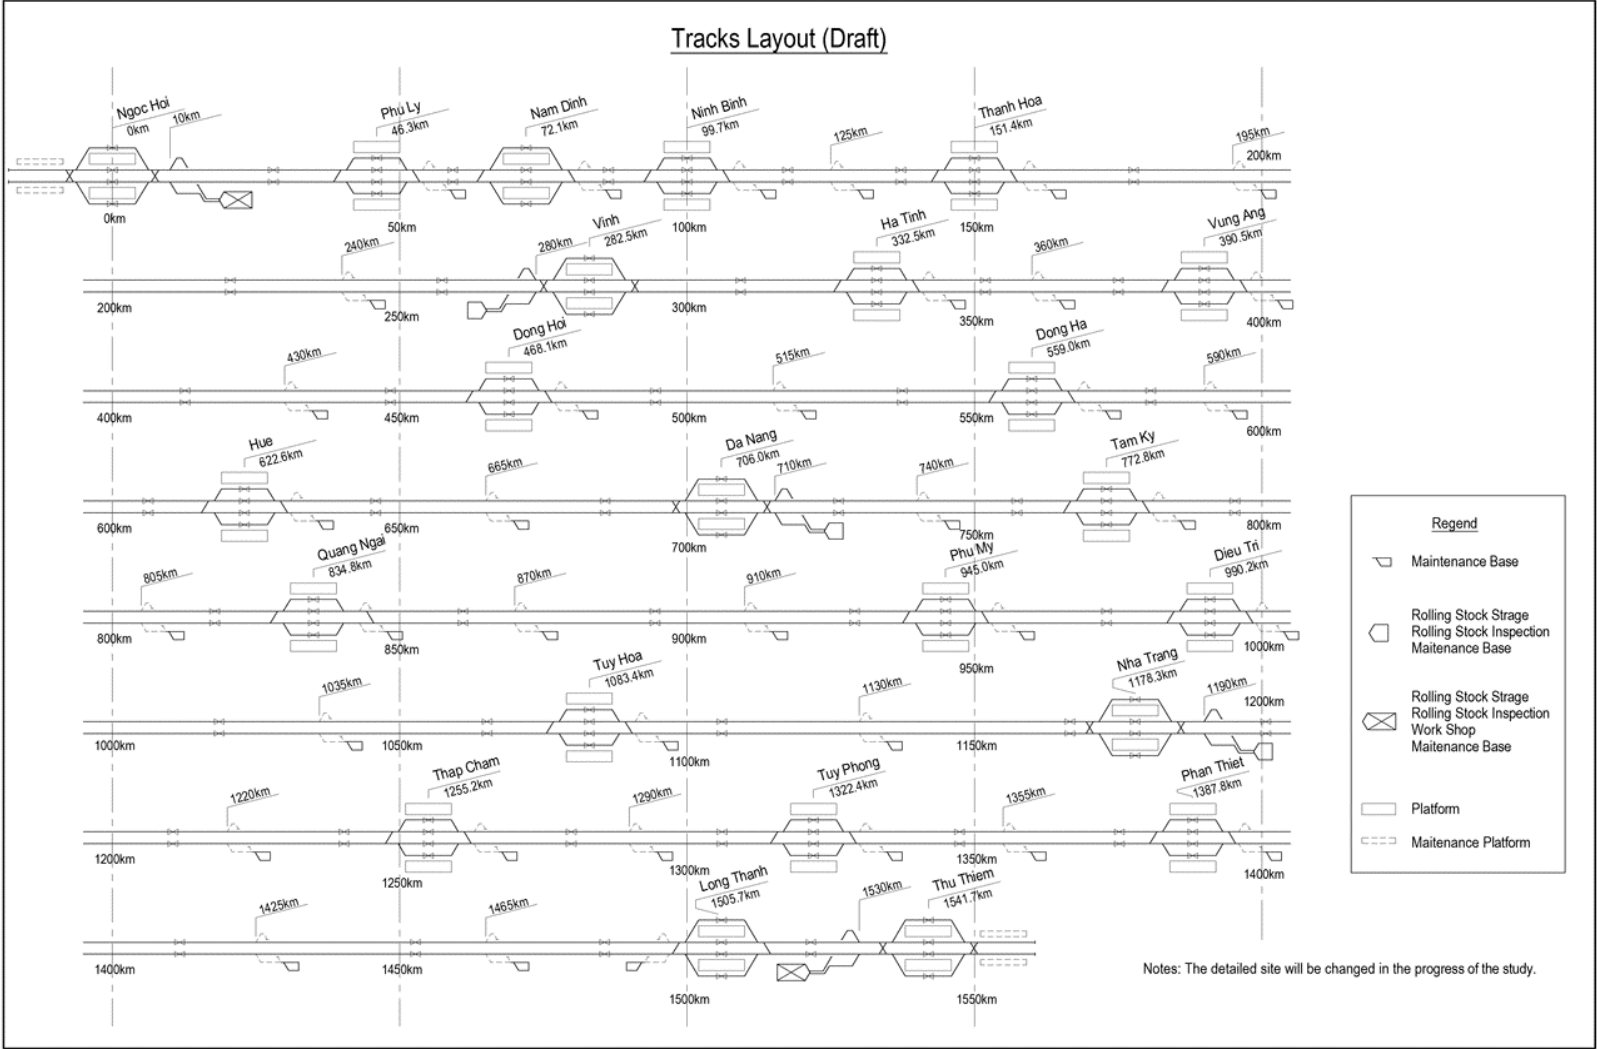 Tracks Layout (Draft)
Ngoc Hoi
0km
10km
Phu Ly
46.3km
Nam Dinh
72.1km
Ninh Binh
99.7km
125km
Thanh Hoa
151.4km
195km
200km
0km
50km
100km
150km
240km
280km
Vinh
282.5km
Ha Tinh
332.5km
360km
Vung Ang
390.5km
200km
250km
300km
350km
400km
430km
Dong Hoi
468.1km
515km
Dong Ha
559.0km
590km
400km
450km
500km
550km
600km
Hue
622.6km
665km
Da Nang
706.0km
710km
740km
Tam Ky
772.8km
600km
650km
700km
750km
800km
805km
Quang Ngai
834.8km
870km
910km
Phu My
945.0km
Dieu Tri
990.2km
800km
850km
900km
950km
1000km
1035km
Tuy Hoa
1083.4km
1130km
Nha Trang
1178.3km
1190km
1200km
1000km
1050km
1100km
1150km
1220km
Thap Cham
1255.2km
1290km
Tuy Phong
1322.4km
1355km
Phan Thiet
1387.8km
1200km
1250km
1300km
1350km
1400km
1425km
1465km
Long Thanh
1505.7km
1530km
Thu Thiem
1541.7km
1400km
1450km
1500km
1550km
Regend
Maintenance Base
Rolling Stock Strage
Rolling Stock Inspection
Maitenance Base
Rolling Stock Strage
Rolling Stock Inspection
Work Shop
Maitenance Base
Platform
Maitenance Platform
Notes: The detailed site will be changed in the progress of the study.